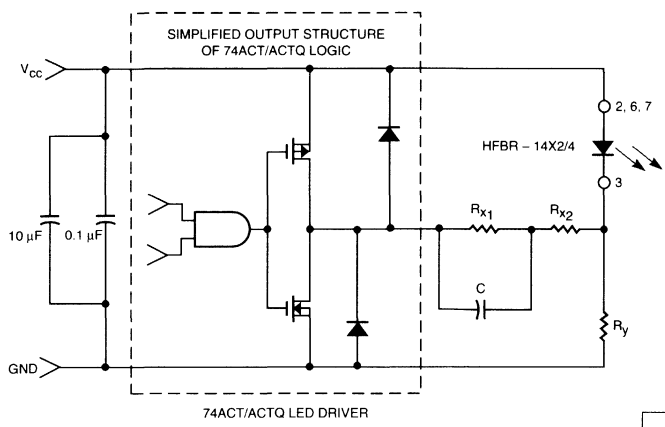 SIMPLIFIED OUTPUT STRUCTURE
OF 74ACT/ACTQ LOGIC
VCC
2, 6, 7
HFBR – 14X2/4
3
RX1
RX2
10 µF
0.1 µF
C
Ry
GND
74ACT/ACTQ LED DRIVER